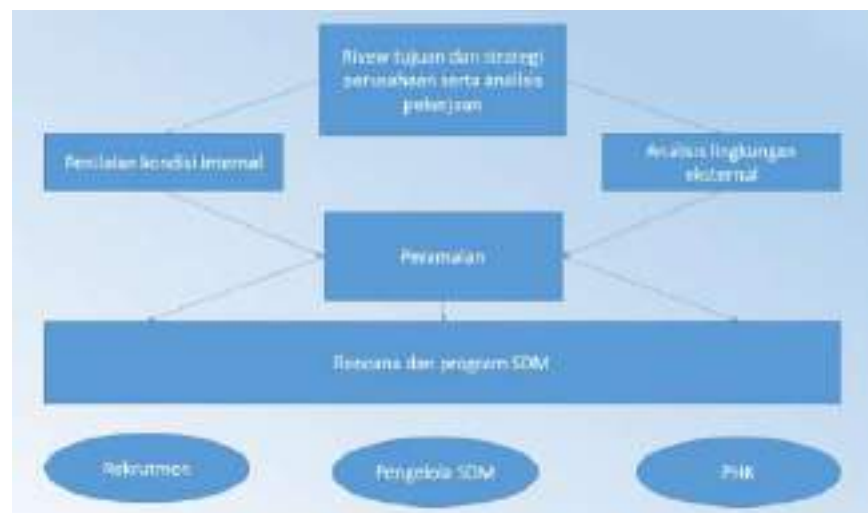 Rivew tujuan dan strategi
perusahaan serta analisis
pekerjaan
Penilaian kondisi internal
Analisis lingkungan
eksternal
Peramalan
Rencana dan program SDM
Rekrutmen
Pengelola SDM
PHK